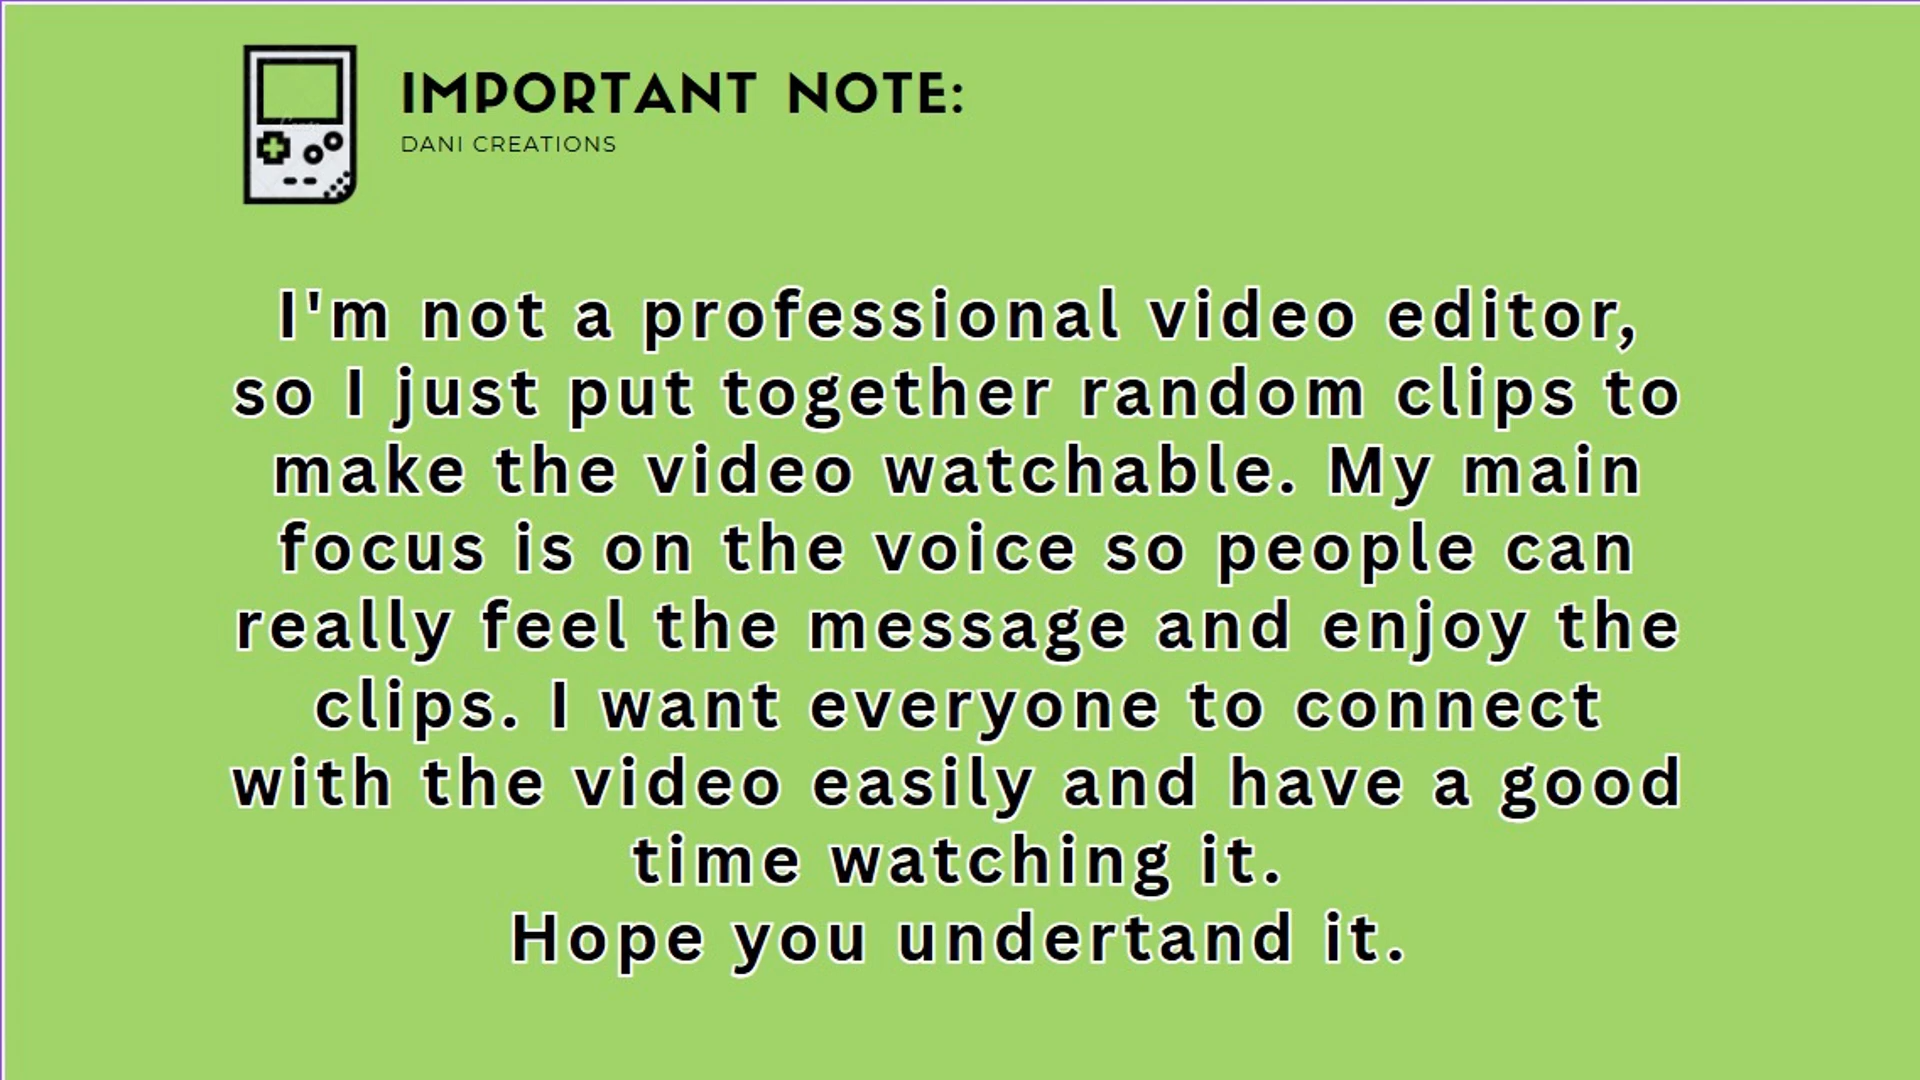 IMPORTANT NOTE:
DANI CREATIONS
I'm not a professional video editor,
so I just put together random clips to
make the video watchable. My main
focus is on the voice so people can
really feel the message and enjoy the
clips. I want everyone to connect
with the video easily and have a good
time watching it.
Hope you undertand it.